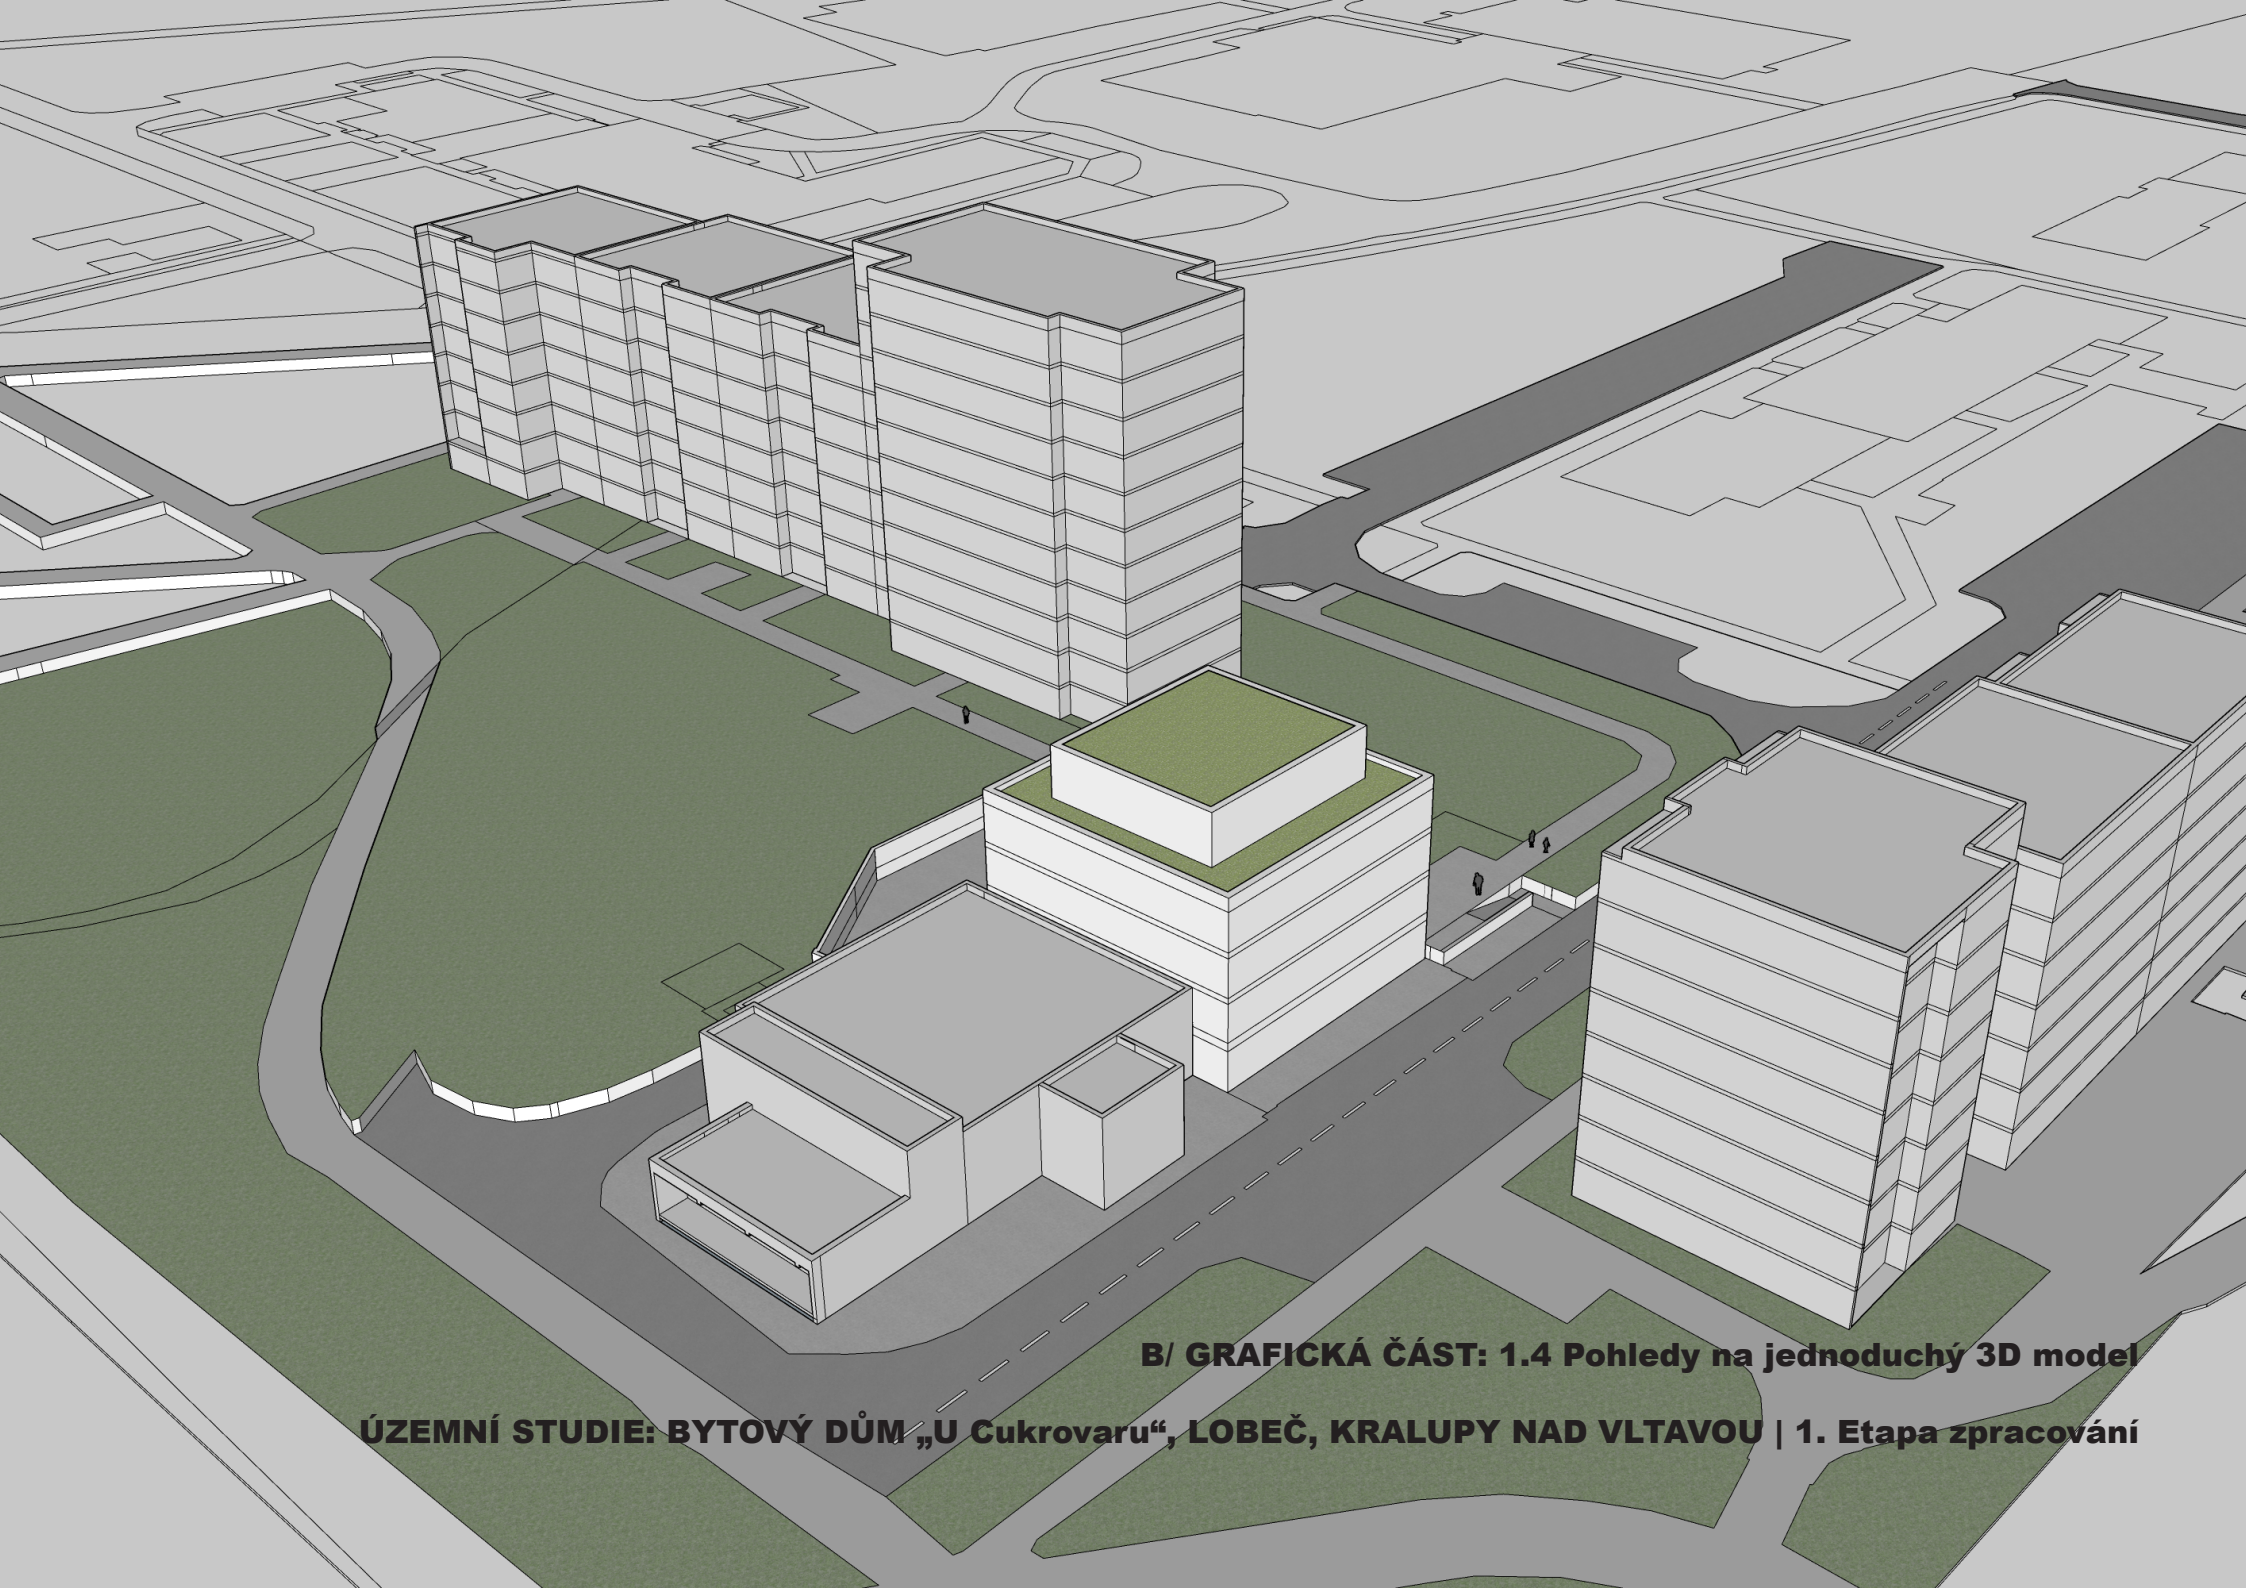 B/ GRAFICKÁ ČÁST: 1.4 Pohledy na jednoduchý 3D model
ÚZEMNÍ STUDIE: BYTOVÝ DŮM „U Cukrovaru“, LOBEČ, KRALUPY NAD VLTAVOU | 1. Etapa zpracování